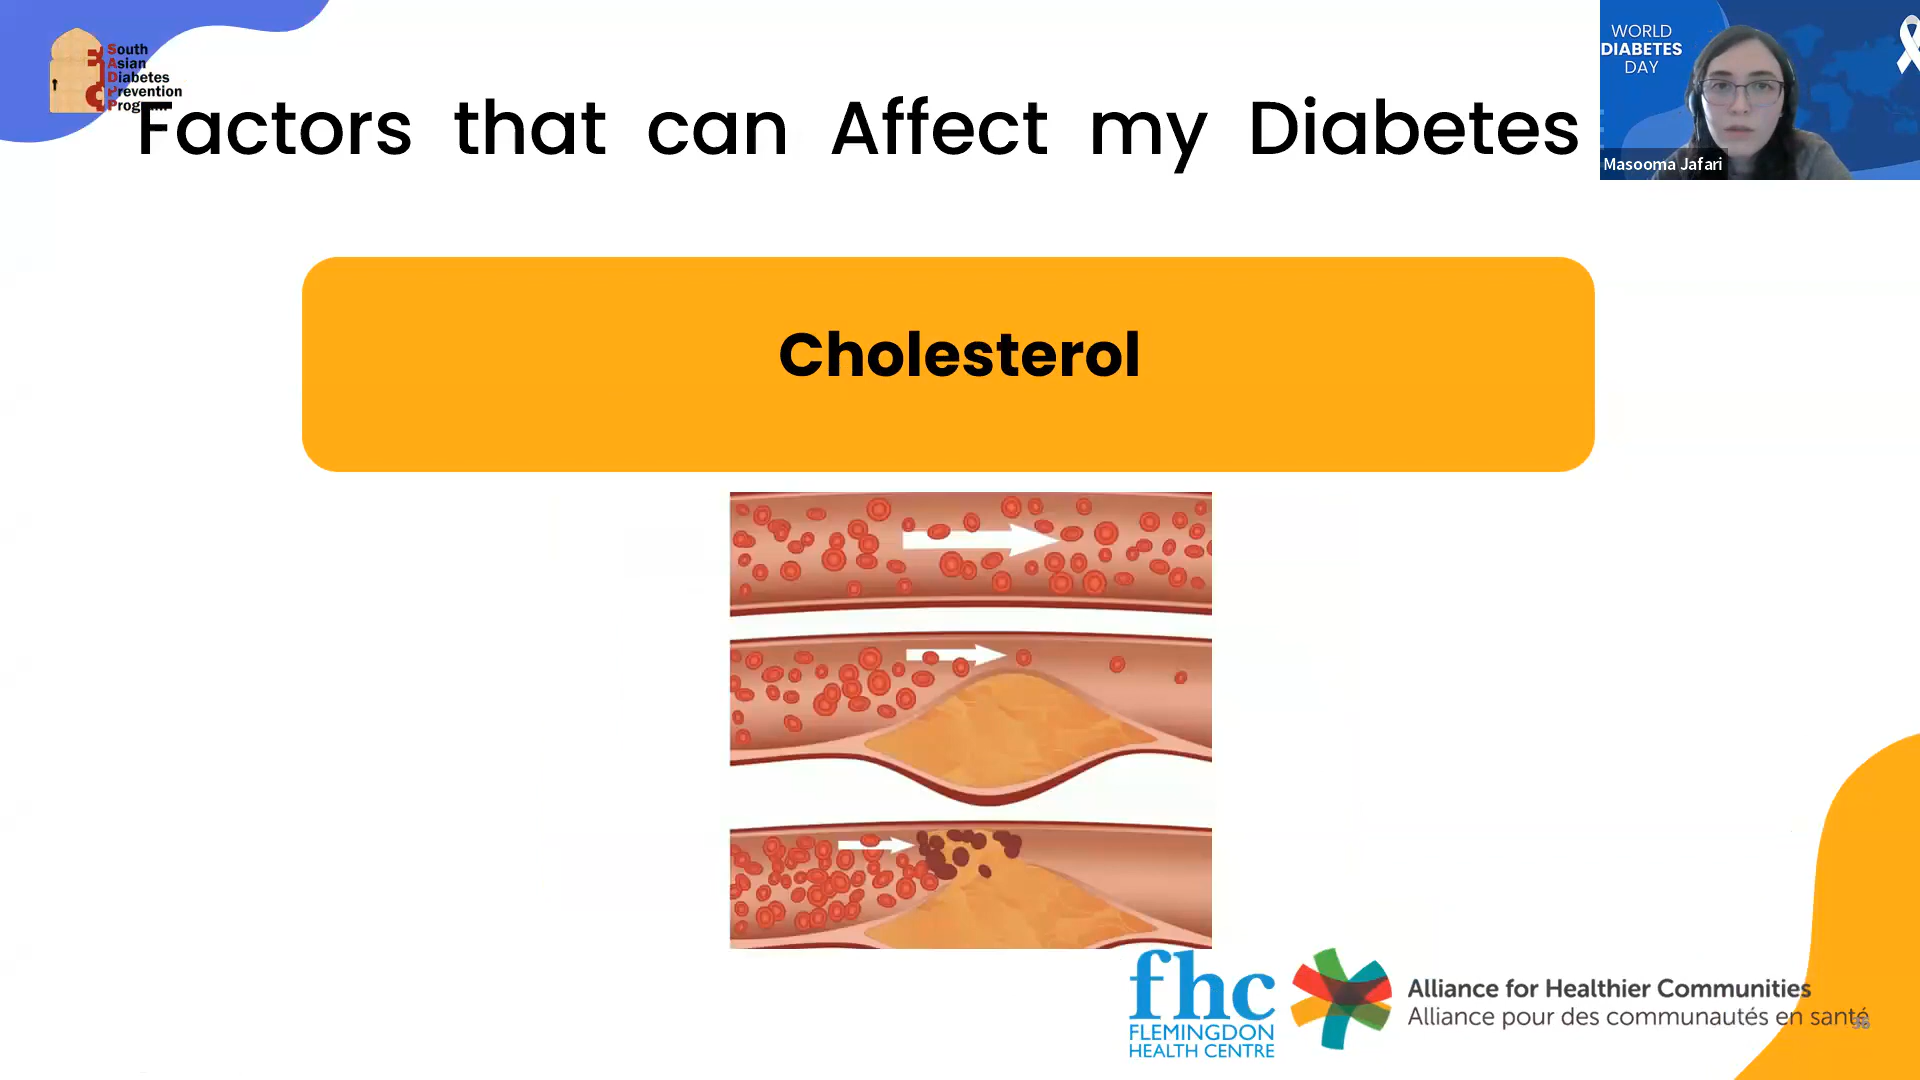 South
Asian
Diabetes
Prevention
Program
Factors that can Affect my Diabetes
WORLD
DIABETES
DAY
Masooma Jafari
Cholesterol
fhc
FLEMINGDON
HEALTH CENTRE
Alliance for Healthier Communities
Alliance pour des communautés en santé